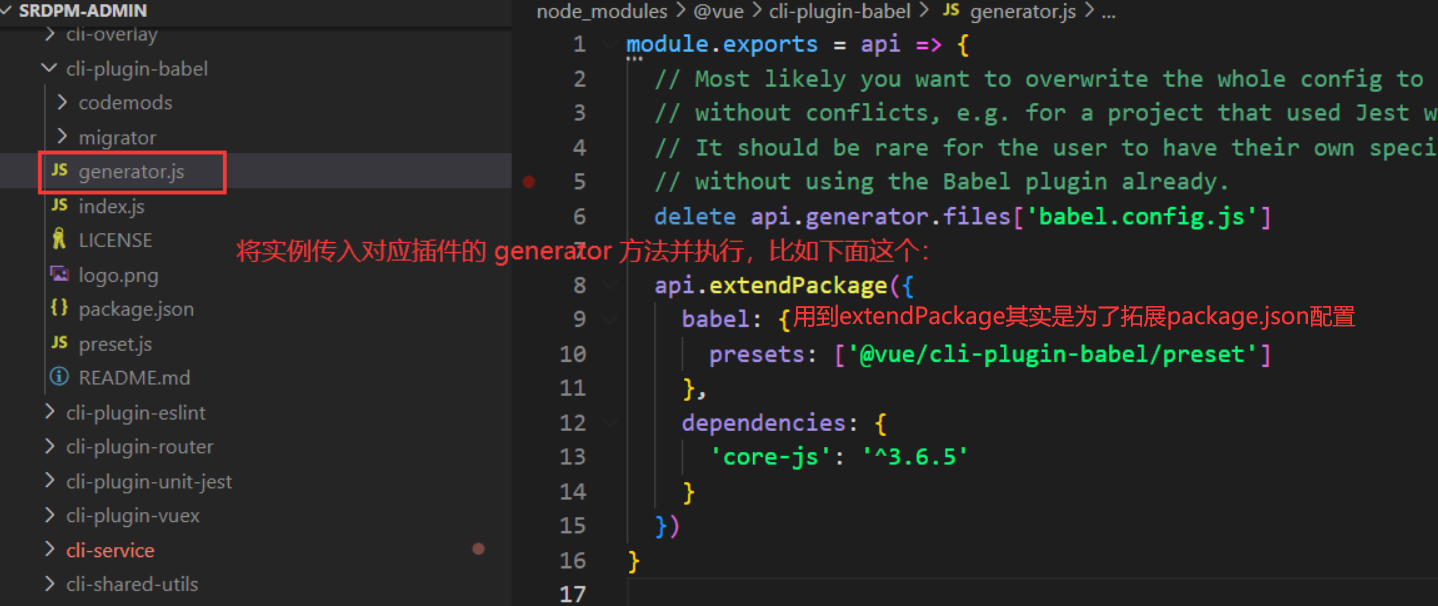 SRDPM-ADMIN
cli-overlay
cli-plugin-babel
codemods
migrator
JS generator.js
JS index.js
LICENSE
logo.png
{} package.json
JS preset.js
README.md
cli-plugin-eslint
cli-plugin-router
cli-plugin-unit-jest
cli-plugin-vuex
cli-service
cli-shared-utils
node_modules > @vue > cli-plugin-babel > JS generator.js > ...
1 module.exports = api => {
2 // Most likely you want to overwrite the whole config to
3 // without conflicts, e.g. for a project that used Jest w
4 // It should be rare for the user to have their own speci
5 // without using the Babel plugin already.
6 delete api.generator.files['babel.config.js']
7
将实例传入对应插件的 generator 方法并执行，比如下面这个：
8 api.extendPackage({
9 babel: { 用到extendPackage其实是为了拓展package.json配置
10 presets: ['@vue/cli-plugin-babel/preset']
11 },
12 dependencies: {
13 'core-js': '^3.6.5'
14 }
15 })
16 }
17